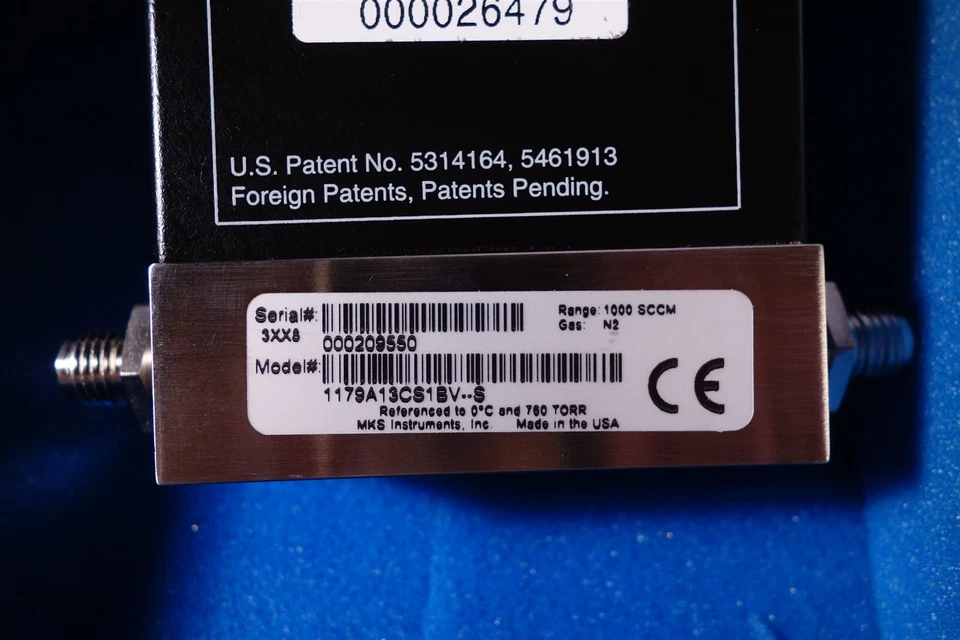 000026479
U.S. Patent No. 5314164, 5461913
Foreign Patents, Patents Pending.
Serial#:
3XX8
000209550
Range: 1000 SCCM
Gas: N2
Model#:
1179A13CS1BV--S
Referenced to 0°C and 760 TORR
MKS Instruments, Inc. Made in the USA
CE